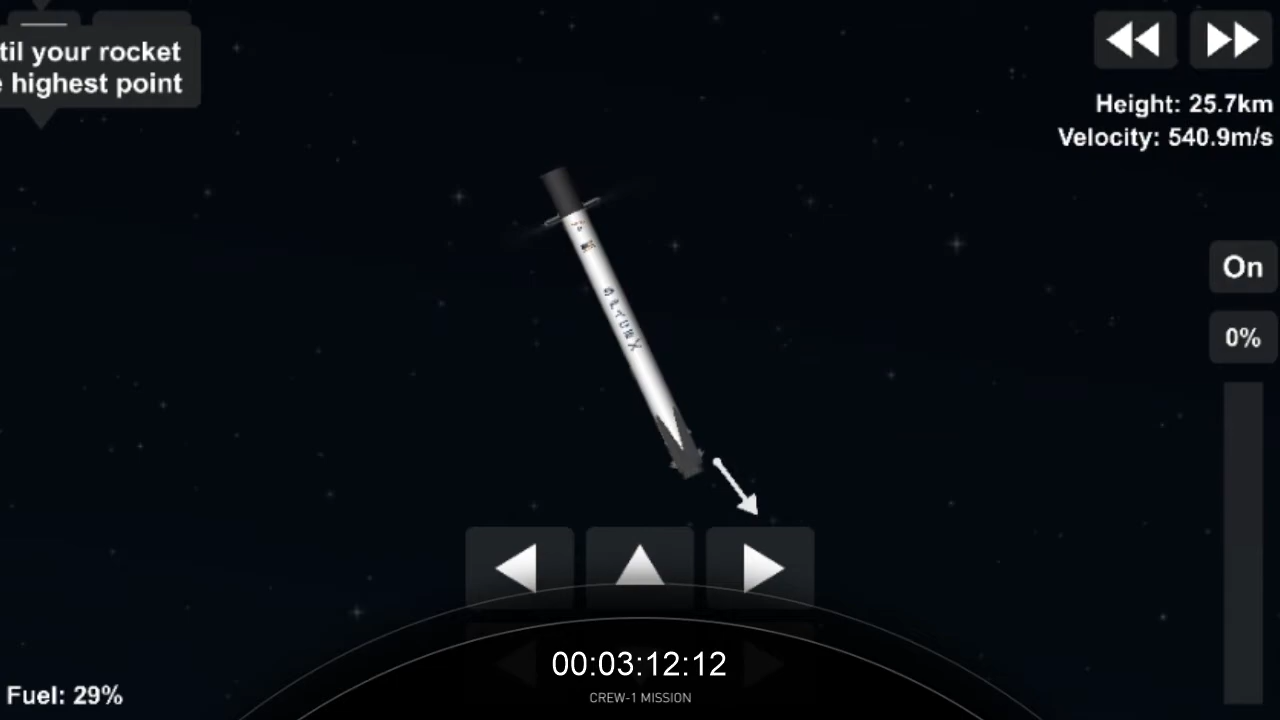 til your rocket
highest point
Height: 25.7km
Velocity: 540.9m/s
On
0%
00:03:12:12
CREW-1 MISSION
Fuel: 29%